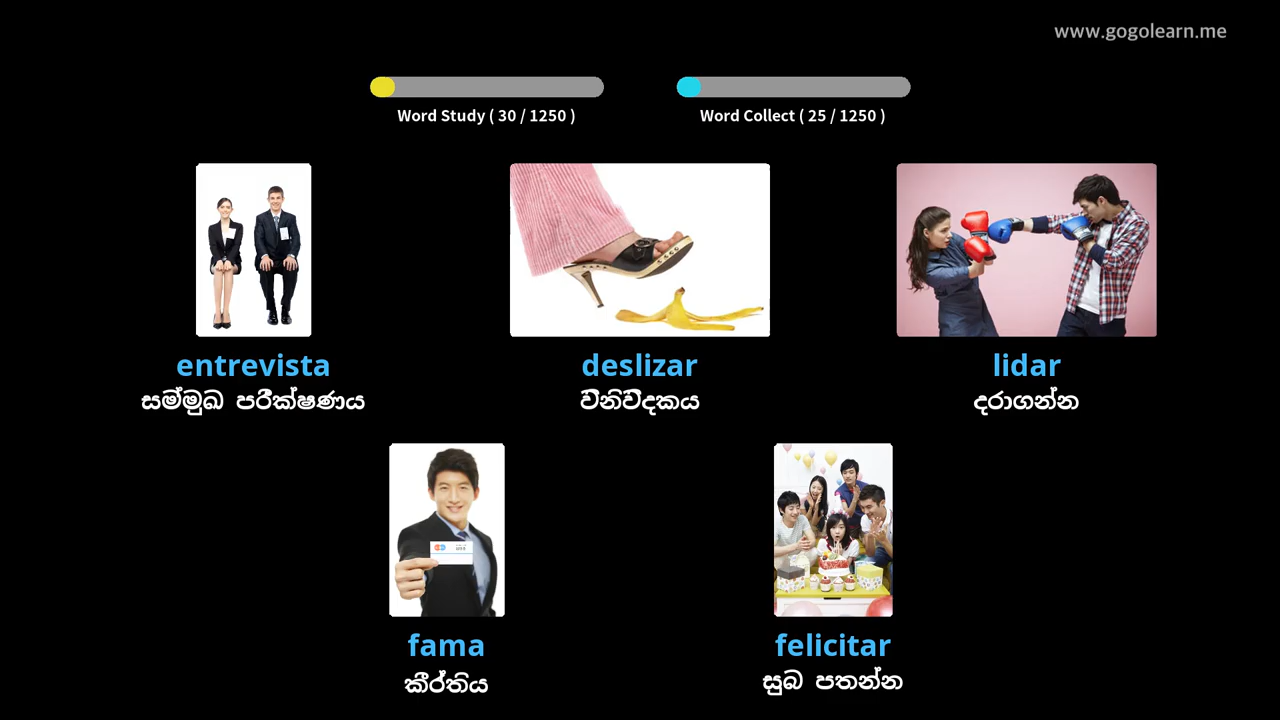 www.gogolearn.me
Word Study ( 30 / 1250 )
Word Collect ( 25 / 1250 )
entrevista
සම්මුඛ පරීක්ෂණය
deslizar
විනිවිදකය
lidar
දරාගන්න
fama
කීර්තිය
felicitar
සුබ පතන්න